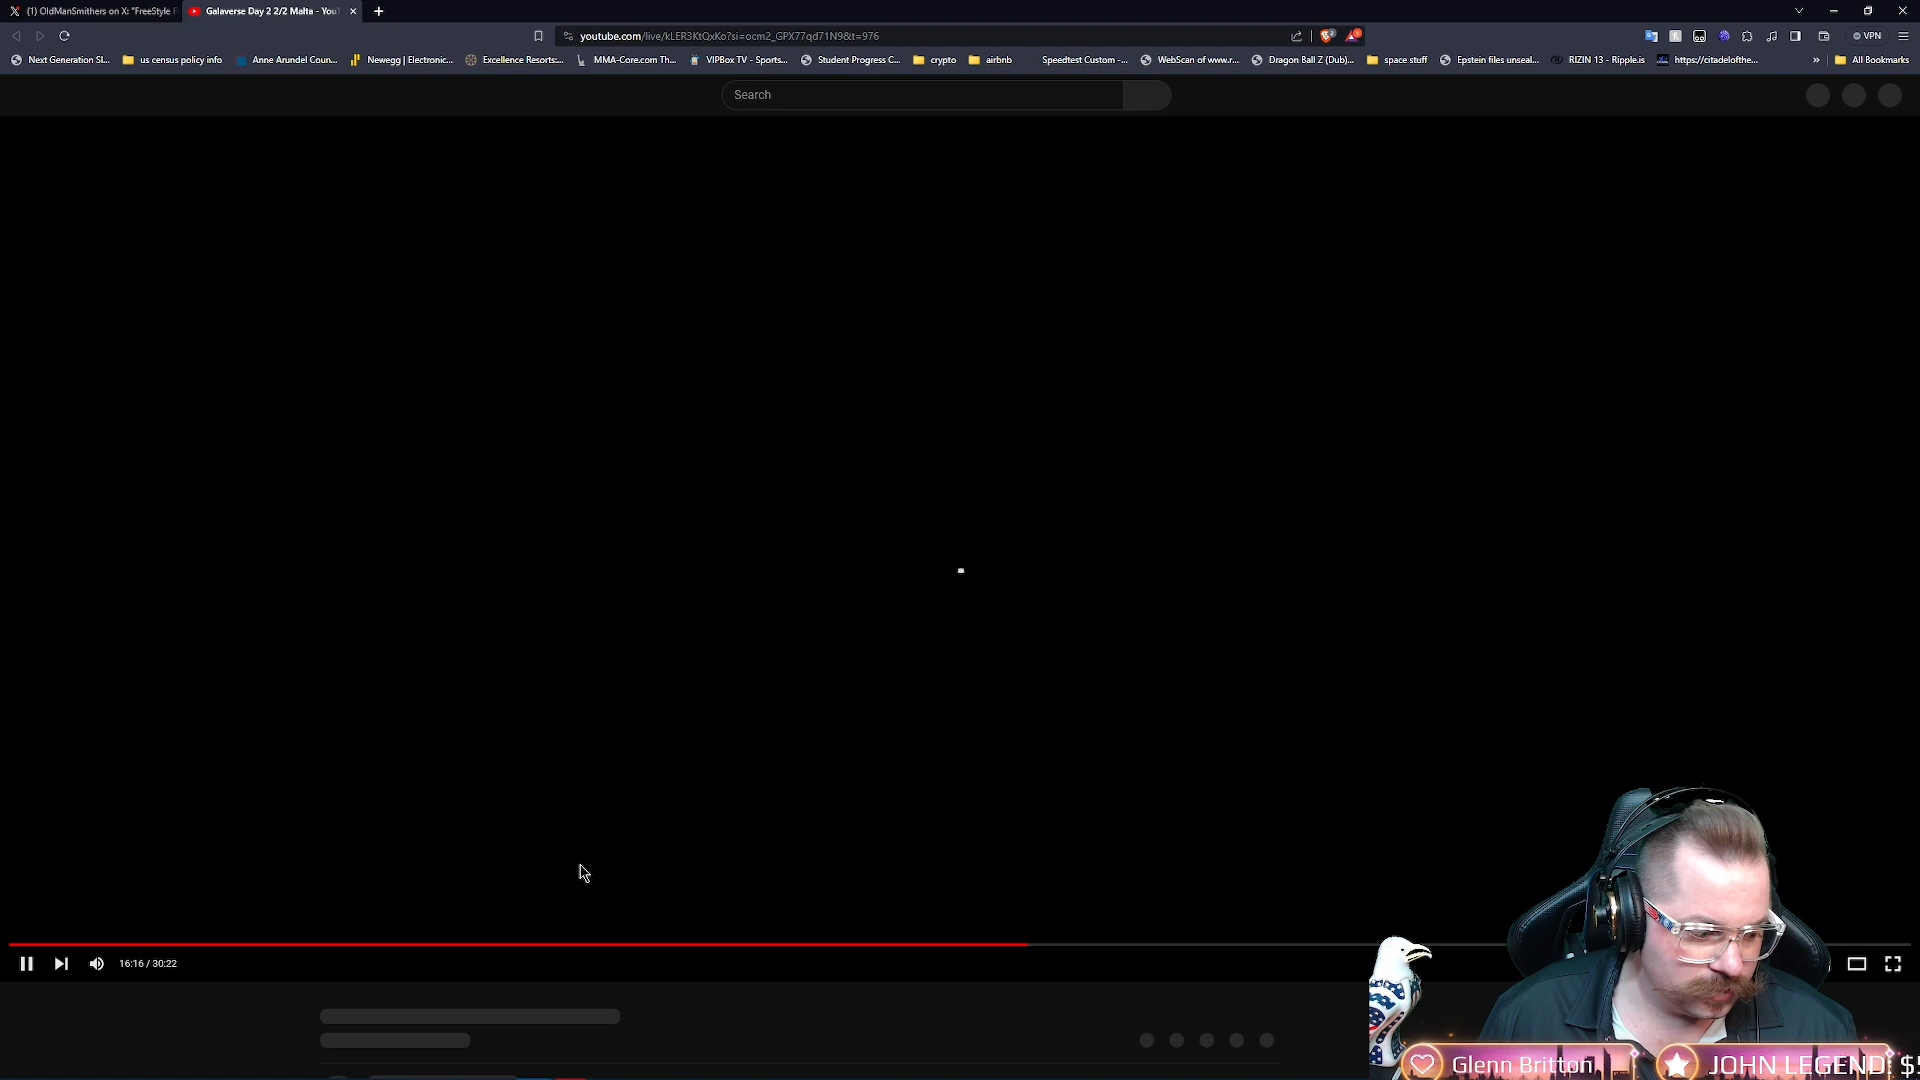 (1) OldManSmithers on X: "FreeStyle F
Galaverse Day 2 2/2 Malta - You
youtube.com/live/kLER3KtQxKo?si=ocm2_GPX77qd71N9&t=976
VPN
Next Generation Sl...
us census policy info
Anne Arundel Coun...
Newegg | Electronic...
Excellence Resorts:...
MMA-Core.com Th...
VIPBox TV - Sports...
Student Progress C...
crypto
airbnb
Speedtest Custom -...
WebScan of www.r...
Dragon Ball Z (Dub)...
space stuff
Epstein files unseal...
RIZIN 13 - Ripple.is
https://citadelofthe...
»
All Bookmarks
Search
16:16 / 30:22
Glenn Britton
JOHN LEGEND: $5